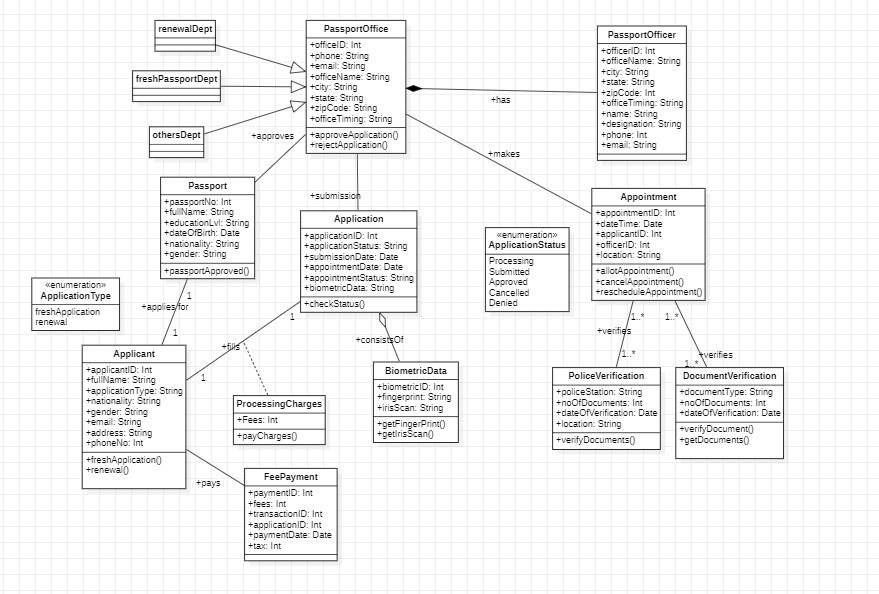 renewalDept
freshPassportDept
othersDept
PassportOffice
+officeID: Int
+phone: String
+email: String
+officeName: String
+city: String
+state: String
+zipCode: String
+officeTiming: String
+approveApplication()
+rejectApplication()
PassportOfficer
+officerID: Int
+officeName: String
+city: String
+state: String
+zipCode: Int
+officeTiming: String
+name: String
+designation: String
+phone: Int
+email: String
+has
+approves
+makes
+submission
Passport
+passportNo: Int
+fullName: String
+educationLvl: String
+dateOfBirth: Date
+nationality: String
+gender: String
+passportApproved()
Application
+applicationID: Int
+applicationStatus: String
+submissionDate: Date
+appointmentDate: Date
+appointmentStatus: String
+biometricData: String
+checkStatus()
«enumeration»
ApplicationStatus
Processing
Submitted
Approved
Cancelled
Denied
Appointment
+appointmentID: Int
+dateTime: Date
+applicantID: Int
+officerID: Int
+location: String
+allotAppointment()
+cancelAppointment()
+rescheduleAppointment()
«enumeration»
ApplicationType
freshApplication
renewal
1
+applies for
1
1
+fills
1
+consistsOf
1..*
+verifies
1..*
1..*
+verifies
1..*
Applicant
+applicantID: Int
+fullName: String
+applicationType: String
+nationality: String
+gender: String
+email: String
+address: String
+phoneNo: Int
+freshApplication()
+renewal()
ProcessingCharges
+Fees: Int
+payCharges()
BiometricData
+biometricID: Int
+fingerprint: String
+irisScan: String
+getFingerPrint()
+getIrisScan()
PoliceVerification
+policeStation: String
+noOfDocuments: Int
+dateOfVerification: Date
+location: String
+verifyDocuments()
DocumentVerification
+documentType: String
+noOfDocuments: Int
+dateOfVerification: Date
+verifyDocument()
+getDocuments()
+pays
FeePayment
+paymentID: Int
+fees: Int
+transactionID: Int
+applicationID: Int
+paymentDate: Date
+tax: Int